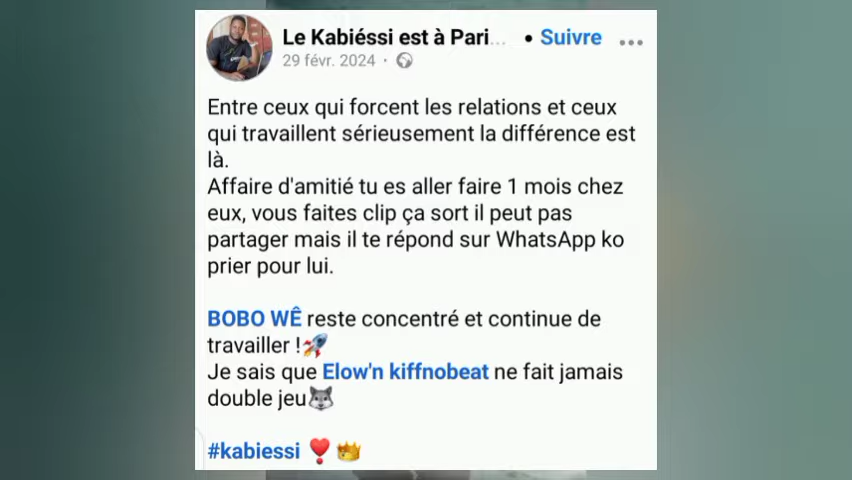 Le Kabiéssi est à Pari... • Suivre ...
29 févr. 2024 ·
Entre ceux qui forcent les relations et ceux
qui travaillent sérieusement la différence est
là.
Affaire d'amitié tu es aller faire 1 mois chez
eux, vous faites clip ça sort il peut pas
partager mais il te répond sur WhatsApp ko
prier pour lui.
BOBO WÊ reste concentré et continue de
travailler !🚀
Je sais que Elow'n kiffnobeat ne fait jamais
double jeu🐺
#kabiessi ❣️👑